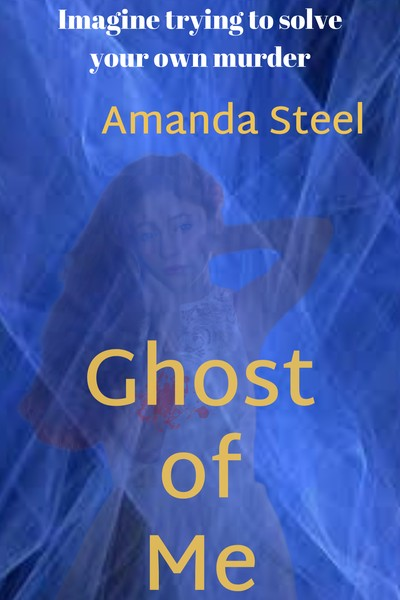 Imagine trying to solve
your own murder
Amanda Steel
Ghost
of
Me